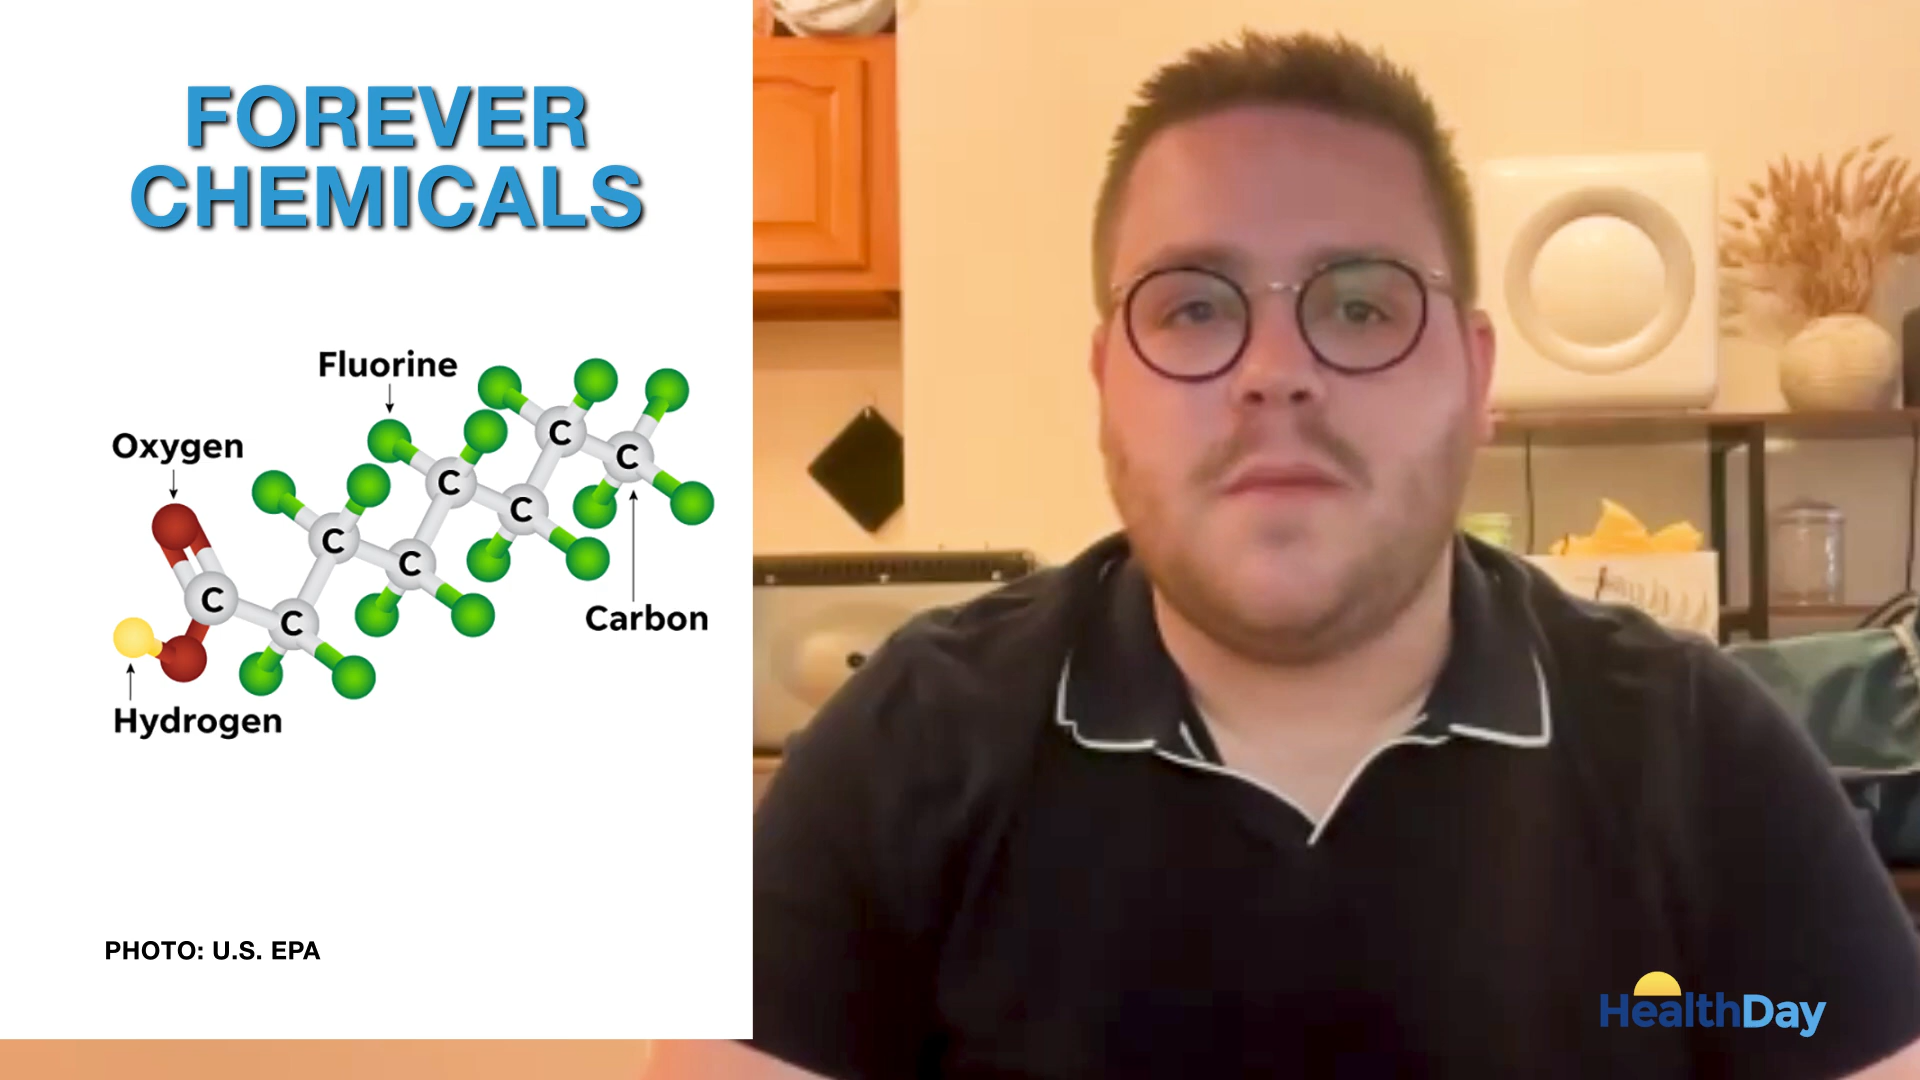 FOREVER
CHEMICALS
Fluorine
Oxygen
C
C
C
C
C
C
C
C
Carbon
Hydrogen
PHOTO: U.S. EPA
HealthDay